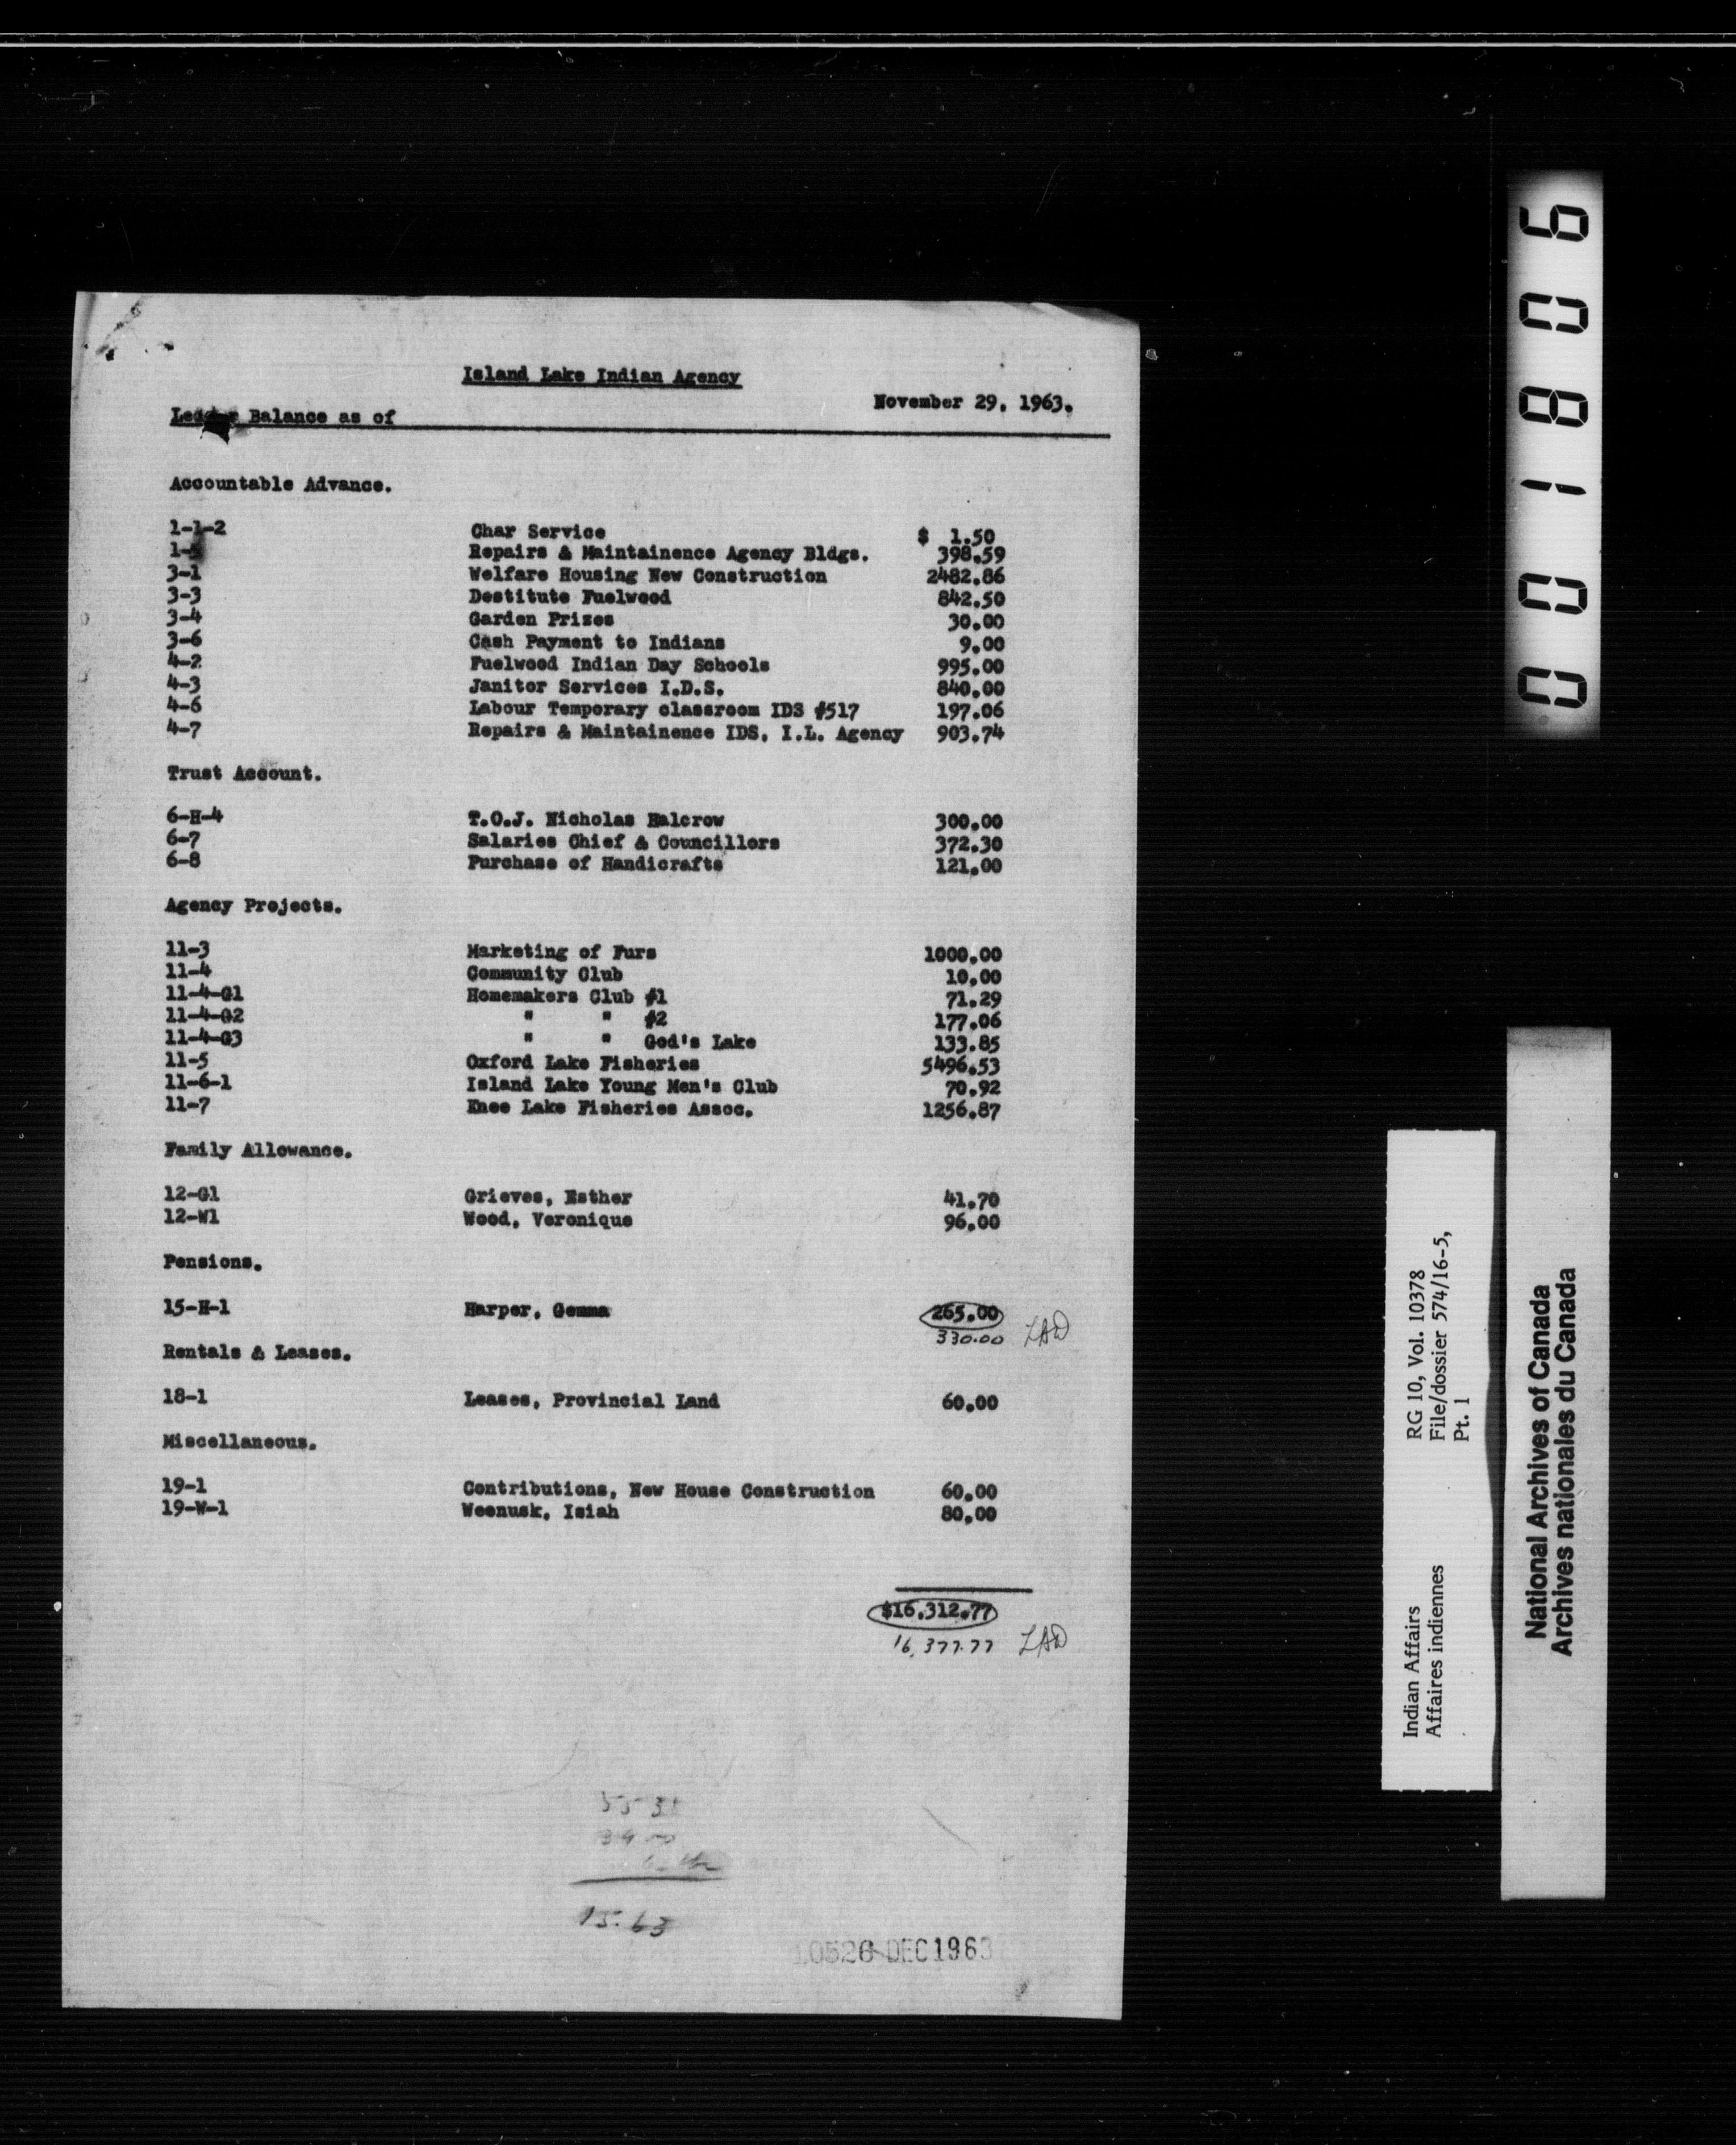 Island Lake Indian Agency
November 29, 1963.
Ledger Balance as of
Accountable Advance.
1-1-2 Char Service $ 1.50
1-5 Repairs & Maintainence Agency Bldgs. 398.59
3-1 Welfare Housing New Construction 2482.86
3-3 Destitute Fuelwood 842.50
3-4 Garden Prizes 30.00
3-6 Cash Payment to Indians 9.00
4-2 Fuelwood Indian Day Schools 995.00
4-3 Janitor Services I.D.S. 840.00
4-6 Labour Temporary classroom IDS #517 197.06
4-7 Repairs & Maintainence IDS, I.L. Agency 903.74
Trust Account.
6-H-4 T.O.J. Nicholas Halcrow 300.00
6-7 Salaries Chief & Councillors 372.30
6-8 Purchase of Handicrafts 121.00
Agency Projects.
11-3 Marketing of Furs 1000.00
11-4 Community Club 10.00
11-4-G1 Homemakers Club #1 71.29
11-4-G2 " " #2 177.06
11-4-G3 " " God's Lake 133.85
11-5 Oxford Lake Fisheries 5496.53
11-6-1 Island Lake Young Men's Club 70.92
11-7 Knee Lake Fisheries Assoc. 1256.87
Family Allowance.
12-G1 Grieves, Esther 41.70
12-W1 Wood, Veronique 96.00
Pensions.
15-H-1 Harper, Gemma 265.00
330.00 LAD
Rentals & Leases.
18-1 Leases, Provincial Land 60.00
Miscellaneous.
19-1 Contributions, New House Construction 60.00
19-W-1 Weenusk, Isiah 80.00
$16,312.77
16,377.77 LAD
15.63
10526 DEC1963
001806
Indian Affairs RG 10, Vol. 10378
Affaires indiennes File/dossier 574/16-5,
Pt. 1
National Archives of Canada
Archives nationales du Canada